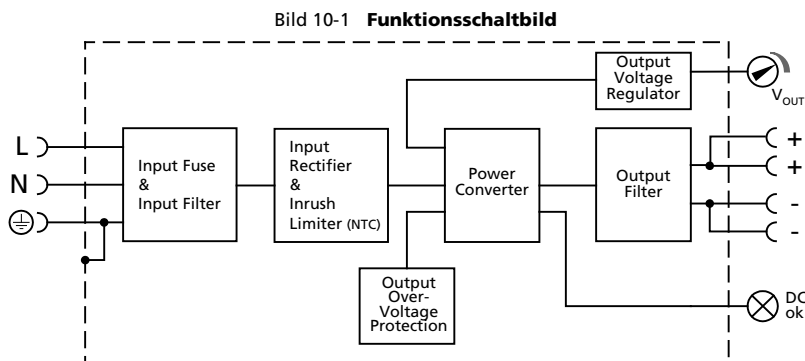 Bild 10-1 Funktionsschaltbild
Output
Voltage
Regulator
V_OUT
L
N
Input Fuse
&
Input Filter
Input
Rectifier
&
Inrush
Limiter (NTC)
Power
Converter
Output
Filter
+
+
-
-
Output
Over-
Voltage
Protection
DC
ok